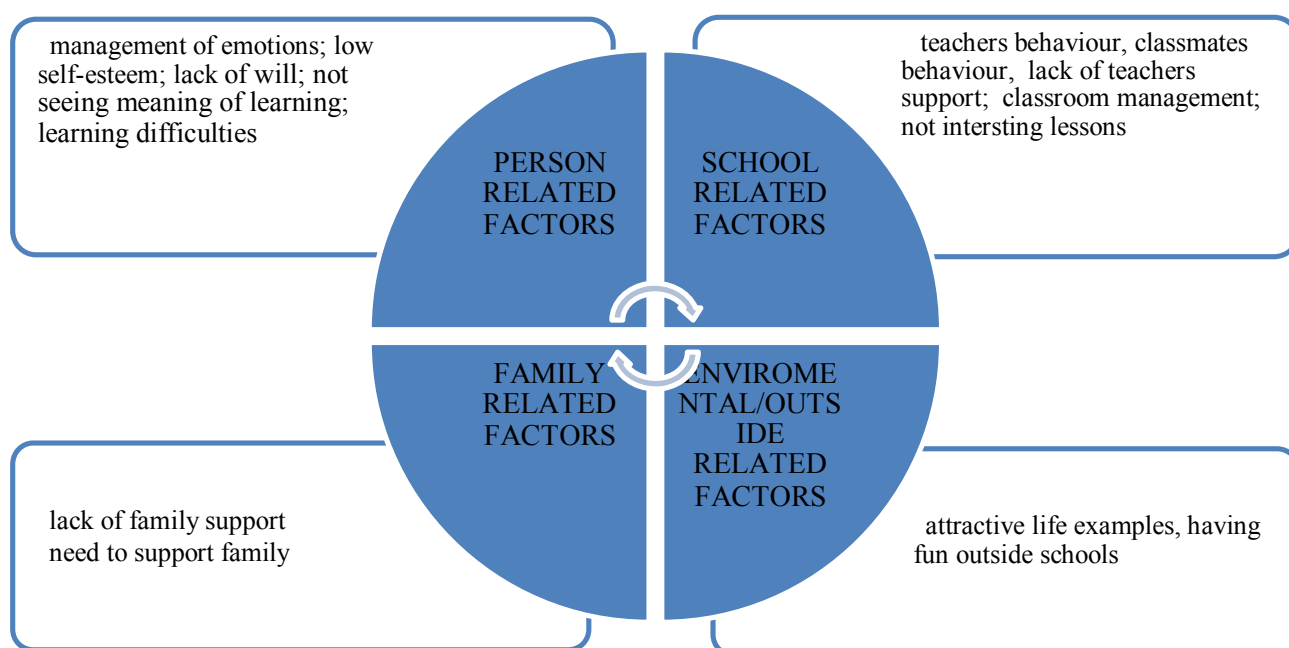 management of emotions; low
self-esteem; lack of will; not
seeing meaning of learning;
learning difficulties
teachers behaviour, classmates
behaviour, lack of teachers
support; classroom management;
not intersting lessons
PERSON
RELATED
FACTORS
SCHOOL
RELATED
FACTORS
FAMILY
RELATED
FACTORS
ENVIROME
NTAL/OUTS
IDE
RELATED
FACTORS
lack of family support
need to support family
attractive life examples, having
fun outside schools